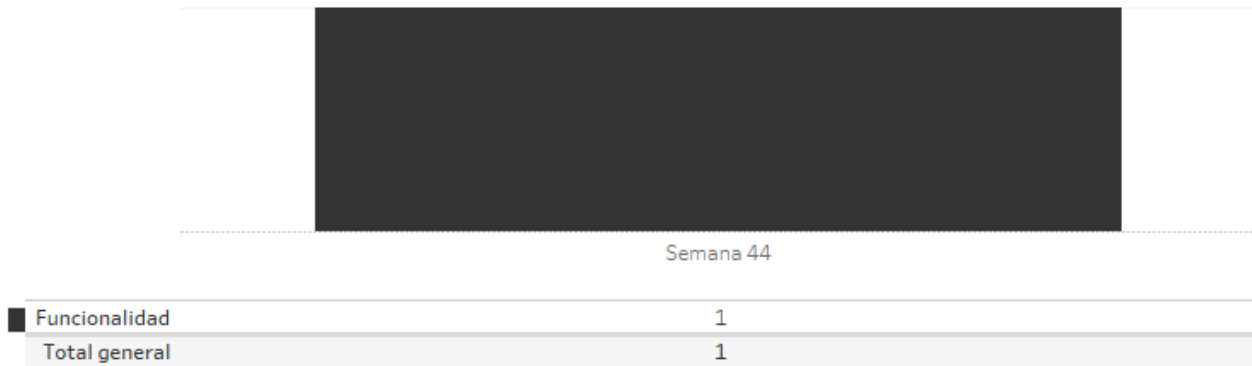 Semana 44
Funcionalidad 1
Total general 1